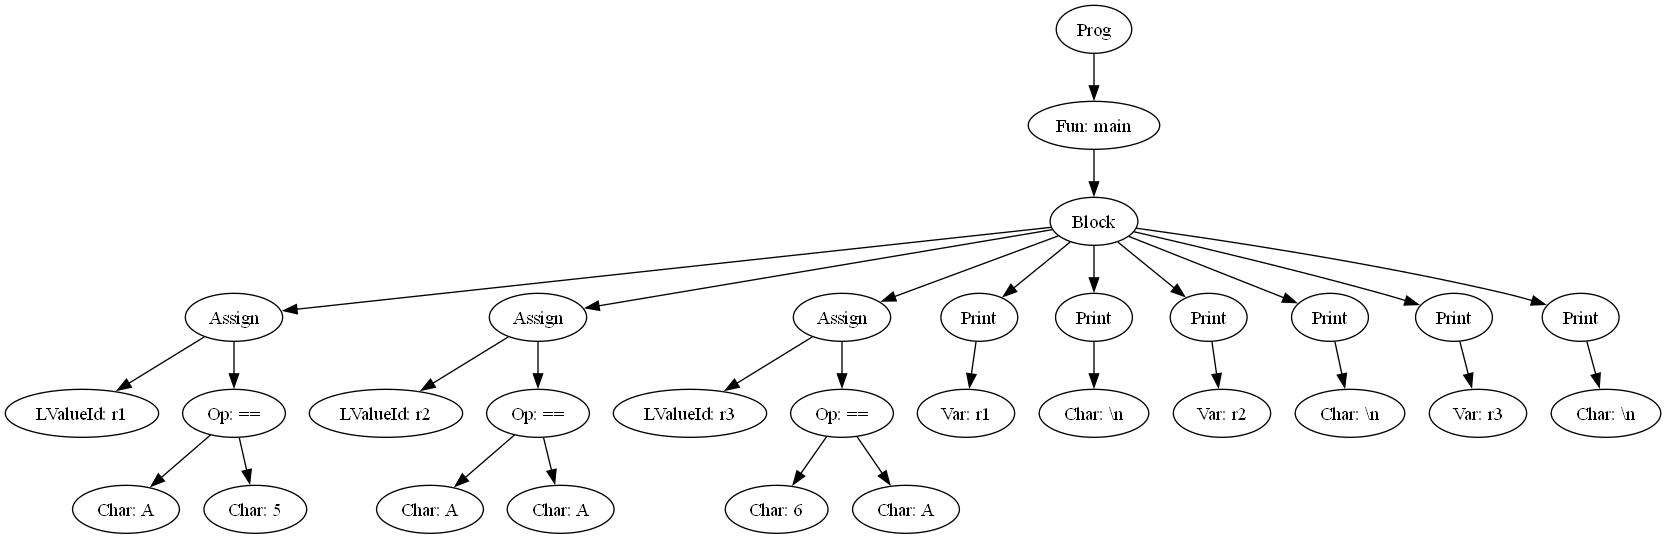 Prog
Fun: main
Block
Assign
Assign
Assign
Print
Print
Print
Print
Print
Print
LValueId: r1
Op: ==
LValueId: r2
Op: ==
LValueId: r3
Op: ==
Var: r1
Char: \n
Var: r2
Char: \n
Var: r3
Char: \n
Char: A
Char: 5
Char: A
Char: A
Char: 6
Char: A